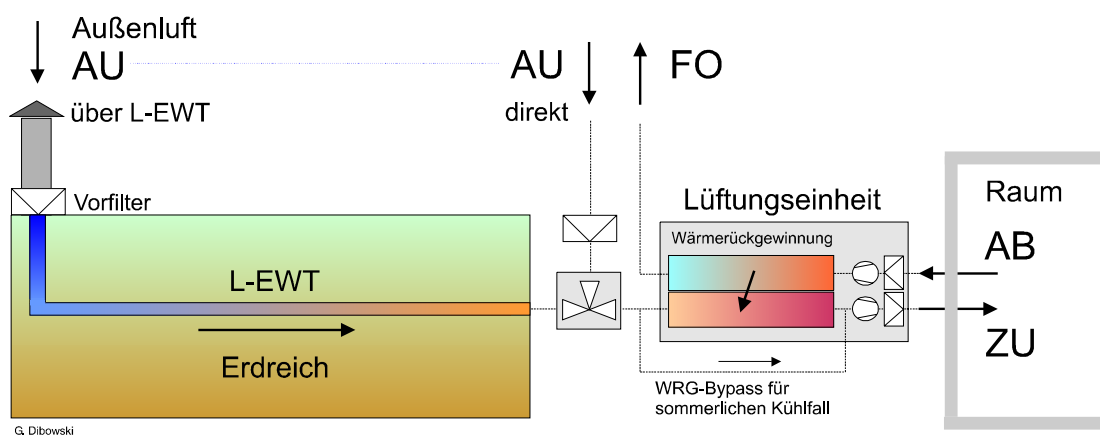 Außenluft
AU
über L-EWT
AU
direkt
FO
Vorfilter
L-EWT
Erdreich
Lüftungseinheit
Wärmerückgewinnung
WRG-Bypass für
sommerlichen Kühlfall
Raum
AB
ZU
G. Dibowski